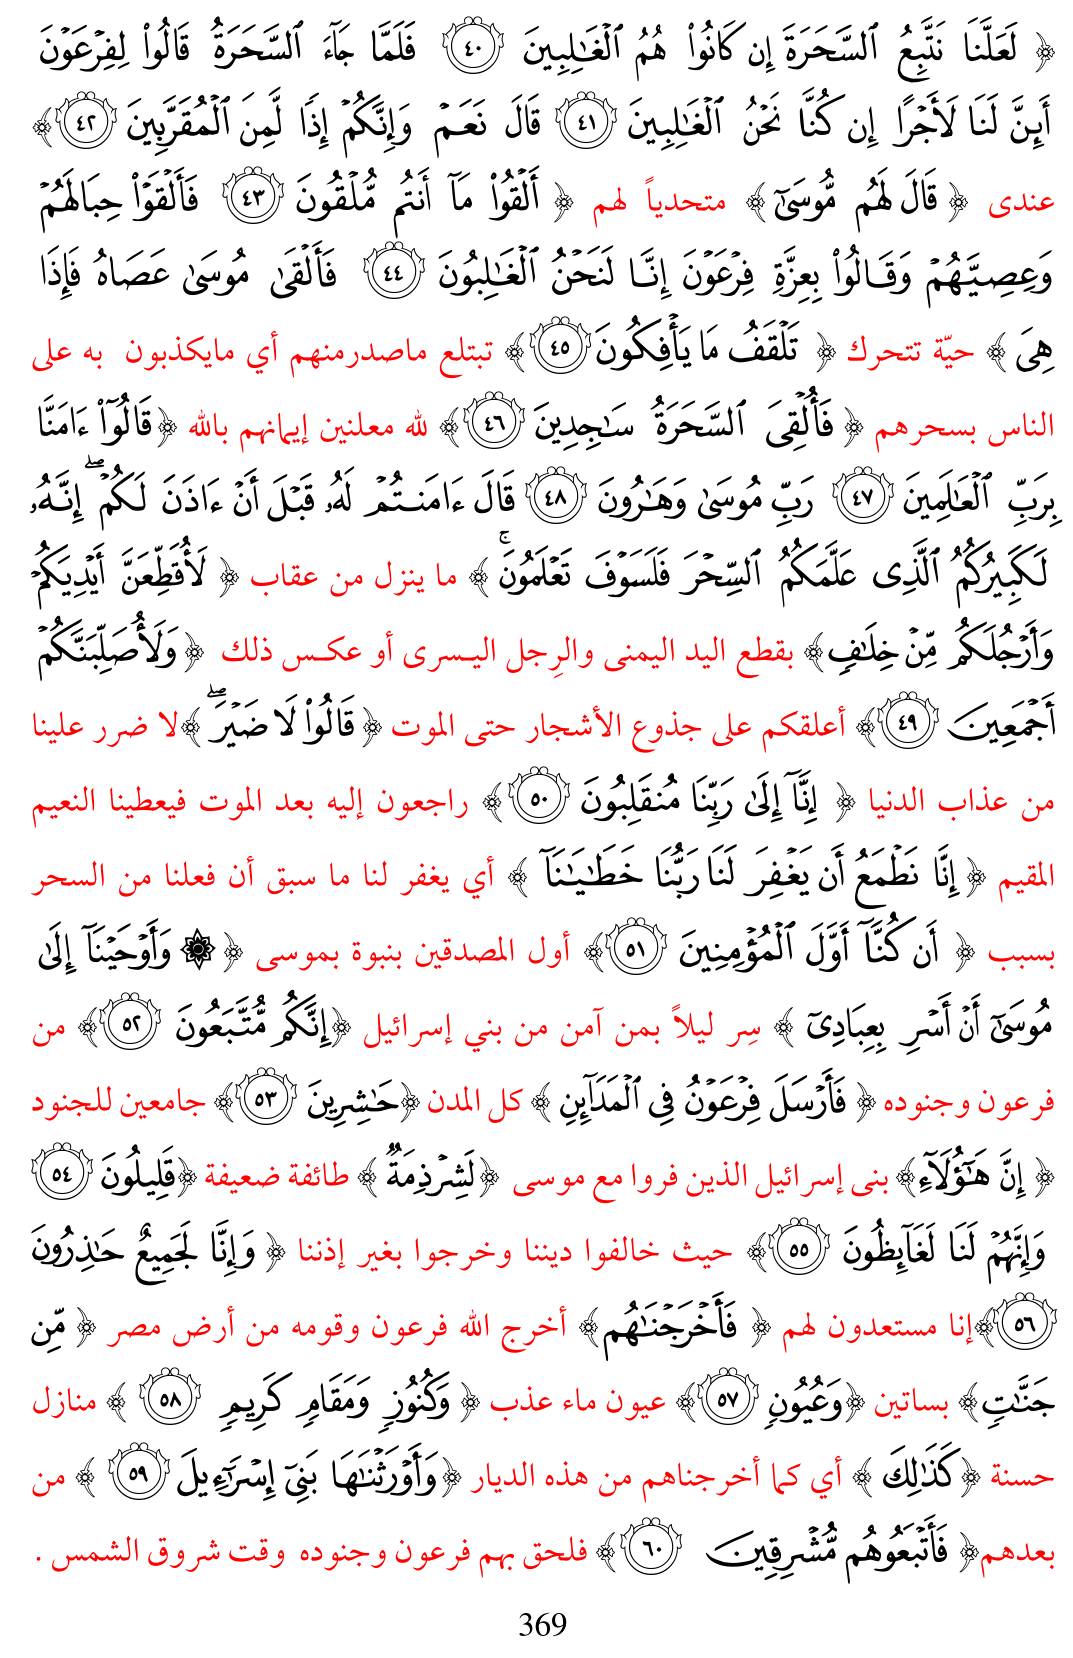 ﴿ لَعَلَّنَا نَتَّبِعُ ٱلسَّحَرَةَ إِن كَانُوا۟ هُمُ ٱلْغَٰلِبِينَ ٤٠ فَلَمَّا جَآءَ ٱلسَّحَرَةُ قَالُوا۟ لِفِرْعَوْنَ
أَئِنَّ لَنَا لَأَجْرًا إِن كُنَّا نَحْنُ ٱلْغَٰلِبِينَ ٤١ قَالَ نَعَمْ وَإِنَّكُمْ إِذًا لَّمِنَ ٱلْمُقَرَّبِينَ ٤٢ ﴾
عندى ﴿ قَالَ لَهُم مُّوسَىٰٓ ﴾ متحدياً لهم ﴿ أَلْقُوا۟ مَآ أَنتُم مُّلْقُونَ ٤٣ فَأَلْقَوْا۟ حِبَالَهُمْ
وَعِصِيَّهُمْ وَقَالُوا۟ بِعِزَّةِ فِرْعَوْنَ إِنَّا لَنَحْنُ ٱلْغَٰلِبُونَ ٤٤ فَأَلْقَىٰ مُوسَىٰ عَصَاهُ فَإِذَا
هِىَ ﴾ حيّة تتحرك ﴿ تَلْقَفُ مَا يَأْفِكُونَ ٤٥ ﴾ تبتلع ماصدرمنهم أي مايكذبون به على
الناس بسحرهم ﴿ فَأُلْقِىَ ٱلسَّحَرَةُ سَٰجِدِينَ ٤٦ ﴾ لله معلنين إيمانهم بالله ﴿ قَالُوٓا۟ ءَامَنَّا
بِرَبِّ ٱلْعَٰلَمِينَ ٤٧ رَبِّ مُوسَىٰ وَهَٰرُونَ ٤٨ قَالَ ءَامَنتُمْ لَهُۥ قَبْلَ أَنْ ءَاذَنَ لَكُمْ ۖ إِنَّهُۥ
لَكَبِيرُكُمُ ٱلَّذِى عَلَّمَكُمُ ٱلسِّحْرَ فَلَسَوْفَ تَعْلَمُونَ ۚ ﴾ ما ينزل من عقاب ﴿ لَأُقَطِّعَنَّ أَيْدِيَكُمْ
وَأَرْجُلَكُم مِّنْ خِلَٰفٍ ﴾ بقطع اليد اليمنى والرِجل اليسرى أو عكس ذلك ﴿ وَلَأُصَلِّبَنَّكُمْ
أَجْمَعِينَ ٤٩ ﴾ أعلقكم على جذوع الأشجار حتى الموت ﴿ قَالُوا۟ لَا ضَيْرَ ۖ ﴾ لا ضرر علينا
من عذاب الدنيا ﴿ إِنَّآ إِلَىٰ رَبِّنَا مُنقَلِبُونَ ٥٠ ﴾ راجعون إليه بعد الموت فيعطينا النعيم
المقيم ﴿ إِنَّا نَطْمَعُ أَن يَغْفِرَ لَنَا رَبُّنَا خَطَٰيَٰنَآ ﴾ أي يغفر لنا ما سبق أن فعلنا من السحر
بسبب ﴿ أَن كُنَّآ أَوَّلَ ٱلْمُؤْمِنِينَ ٥١ ﴾ أول المصدقين بنبوة بموسى ﴿ ۞ وَأَوْحَيْنَآ إِلَىٰ
مُوسَىٰٓ أَنْ أَسْرِ بِعِبَادِىٓ ﴾ سِر ليلاً بمن آمن من بني إسرائيل ﴿ إِنَّكُم مُّتَّبَعُونَ ٥٢ ﴾ من
فرعون وجنوده ﴿ فَأَرْسَلَ فِرْعَوْنُ فِى ٱلْمَدَآئِنِ ﴾ كل المدن ﴿ حَٰشِرِينَ ٥٣ ﴾ جامعين للجنود
﴿ إِنَّ هَٰٓؤُلَآءِ ﴾ بنى إسرائيل الذين فروا مع موسى ﴿ لَشِرْذِمَةٌ ﴾ طائفة ضعيفة ﴿ قَلِيلُونَ ٥٤
وَإِنَّهُمْ لَنَا لَغَآئِظُونَ ٥٥ ﴾ حيث خالفوا ديننا وخرجوا بغير إذننا ﴿ وَإِنَّا لَجَمِيعٌ حَٰذِرُونَ
٥٦ ﴾ إنا مستعدون لهم ﴿ فَأَخْرَجْنَٰهُم ﴾ أخرج الله فرعون وقومه من أرض مصر ﴿ مِّن
جَنَّٰتٍ ﴾ بساتين ﴿ وَعُيُونٍ ٥٧ ﴾ عيون ماء عذب ﴿ وَكُنُوزٍ وَمَقَامٍ كَرِيمٍ ٥٨ ﴾ منازل
حسنة ﴿ كَذَٰلِكَ ﴾ أي كما أخرجناهم من هذه الديار ﴿ وَأَوْرَثْنَٰهَا بَنِىٓ إِسْرَٰٓءِيلَ ٥٩ ﴾ من
بعدهم ﴿ فَأَتْبَعُوهُم مُّشْرِقِينَ ٦٠ ﴾ فلحق بهم فرعون وجنوده وقت شروق الشمس .
369